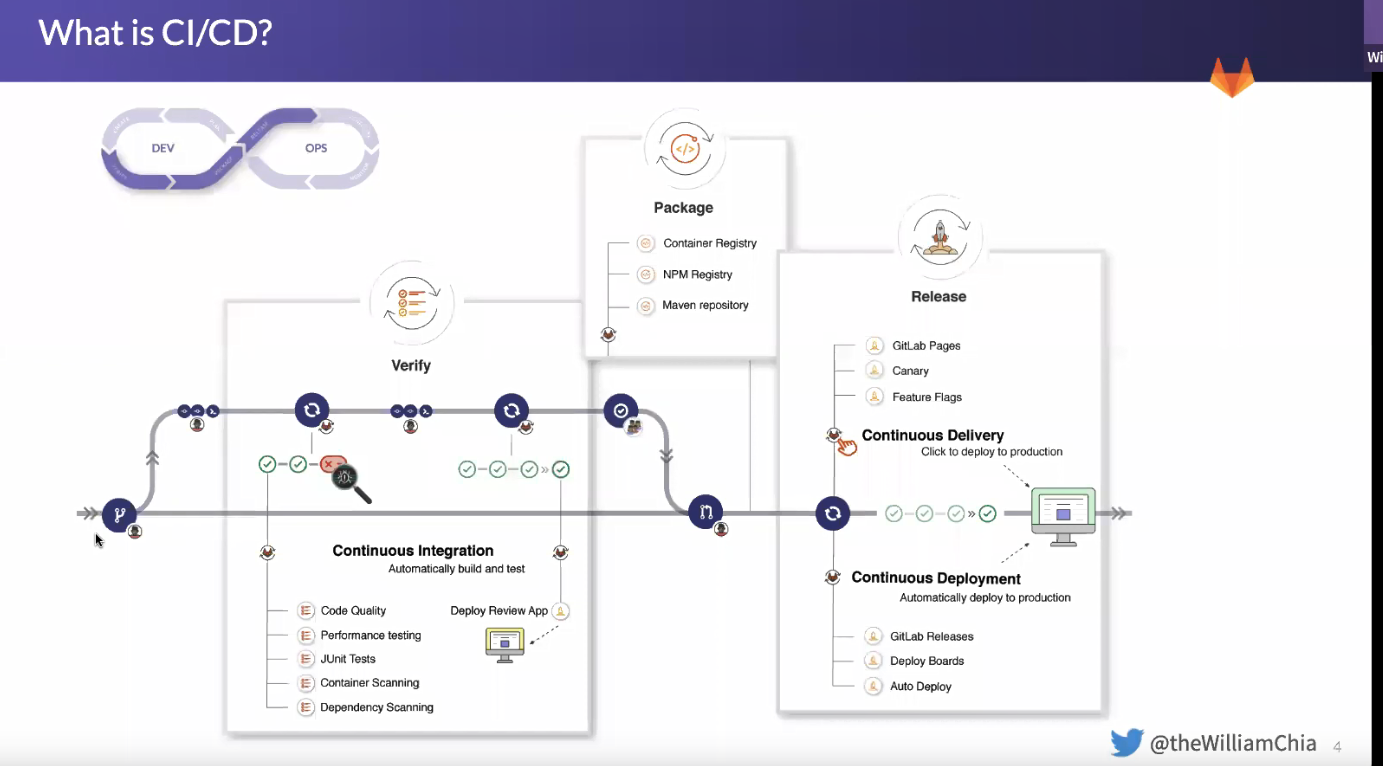 What is CI/CD?
Wi
DEV
OPS
Package
Container Registry
NPM Registry
Maven repository
Release
GitLab Pages
Canary
Feature Flags
Continuous Delivery
Click to deploy to production
Verify
Continuous Integration
Automatically build and test
Code Quality
Performance testing
JUnit Tests
Container Scanning
Dependency Scanning
Deploy Review App
Continuous Deployment
Automatically deploy to production
GitLab Releases
Deploy Boards
Auto Deploy
@theWilliamChia
4